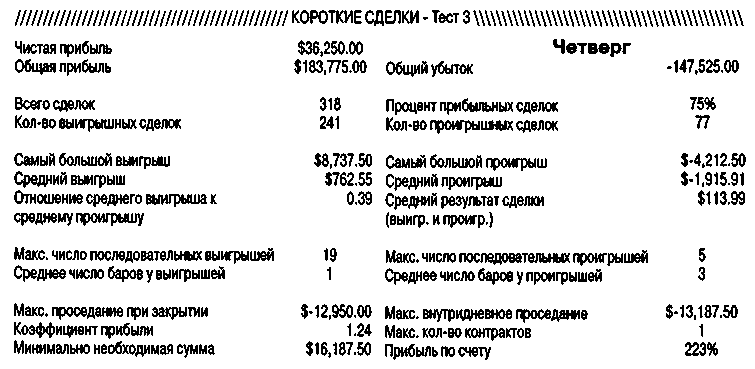 //////////////////////////////////////// КОРОТКИЕ СДЕЛКИ - Тест 3 \\\\\\\\\\\\\\\\\\\\\\\\\\\\\\\\\\\\\\\\
Чистая прибыль $36,250.00 Четверг
Общая прибыль $183,775.00 Общий убыток -147,525.00
Всего сделок 318 Процент прибыльных сделок 75%
Кол-во выигрышных сделок 241 Кол-во проигрышных сделок 77
Самый большой выигрыш $8,737.50 Самый большой проигрыш $-4,212.50
Средний выигрыш $762.55 Средний проигрыш $-1,915.91
Отношение среднего выигрыша к 0.39 Средний результат сделки $113.99
среднему проигрышу (выигр. и проигр.)
Макс. число последовательных выигрышей 19 Макс. число последовательных проигрышей 5
Среднее число баров у выигрышей 1 Среднее число баров у проигрышей 3
Макс. проседание при закрытии $-12,950.00 Макс. внутридневное проседание $-13,187.50
Коэффициент прибыли 1.24 Макс. кол-во контрактов 1
Минимально необходимая сумма $16,187.50 Прибыль по счету 223%